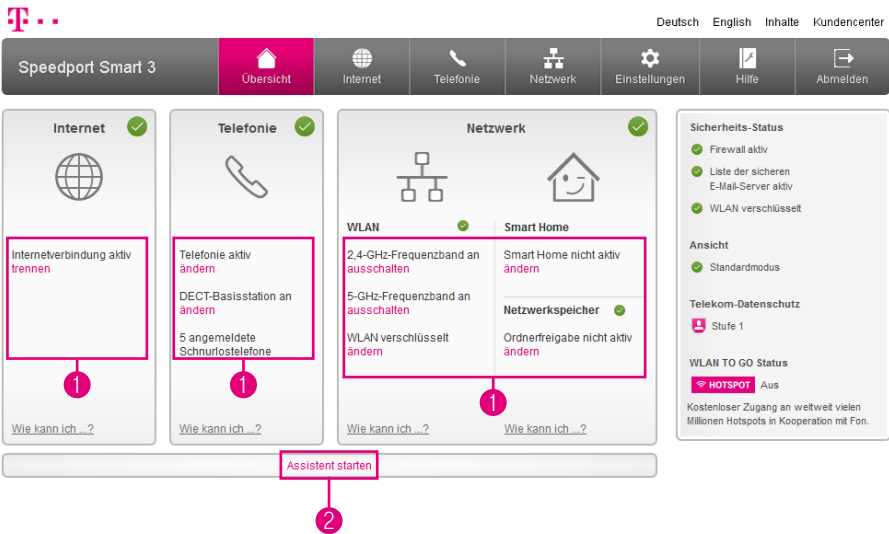 T
Deutsch English Inhalte Kundencenter
Speedport Smart 3
Übersicht
Internet
Telefonie
Netzwerk
Einstellungen
Hilfe
Abmelden
Internet
Internetverbindung aktiv
trennen
1
Wie kann ich ...?
Telefonie
Telefonie aktiv
ändern
DECT-Basisstation an
ändern
5 angemeldete
Schnurlostelefone
1
Wie kann ich ...?
Netzwerk
WLAN
2,4-GHz-Frequenzband an
ausschalten
5-GHz-Frequenzband an
ausschalten
WLAN verschlüsselt
ändern
Wie kann ich ...?
Smart Home
Smart Home nicht aktiv
ändern
Netzwerkspeicher
Ordnerfreigabe nicht aktiv
ändern
1
Wie kann ich ...?
Assistent starten
2
Sicherheits-Status
Firewall aktiv
Liste der sicheren
E-Mail-Server aktiv
WLAN verschlüsselt
Ansicht
Standardmodus
Telekom-Datenschutz
Stufe 1
WLAN TO GO Status
HOTSPOT Aus
Kostenloser Zugang an weltweit vielen
Millionen Hotspots in Kooperation mit Fon.